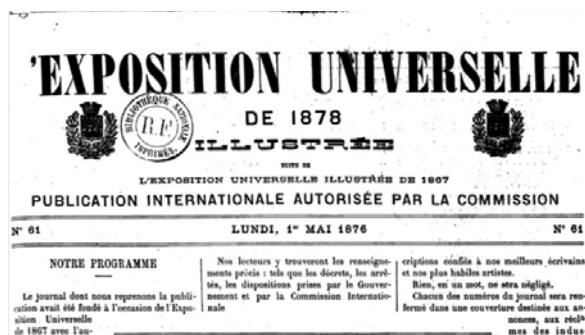 'EXPOSITION UNIVERSELLE
DE 1878
ILLUSTRÉE
SUITE DE
L'EXPOSITION UNIVERSELLE ILLUSTRÉE DE 1867
PUBLICATION INTERNATIONALE AUTORISÉE PAR LA COMMISSION
BIBLIOTHÈQUE NATIONALE
R.F.
IMPRIMÉS.
N° 61
LUNDI, 1er MAI 1876
N° 61
NOTRE PROGRAMME
Le journal dont nous reprenons la publi-
cation avait été fondé à l'occasion de l'Expo-
sition Universelle
de 1867 avec l'au-
Nos lecteurs y trouveront les renseigne-
ments précis : tels que les décrets, les arrê-
tés, les dispositions prises par le Gouver-
nement et par la Commission Internatio-
nale
criptions confiés à nos meilleurs écrivains
et nos plus habiles artistes.
Rien, en un mot, ne sera négligé.
Chacun des numéros du journal sera ren-
fermé dans une couverture destinée aux an-
nonces, aux récla-
mes des indus-